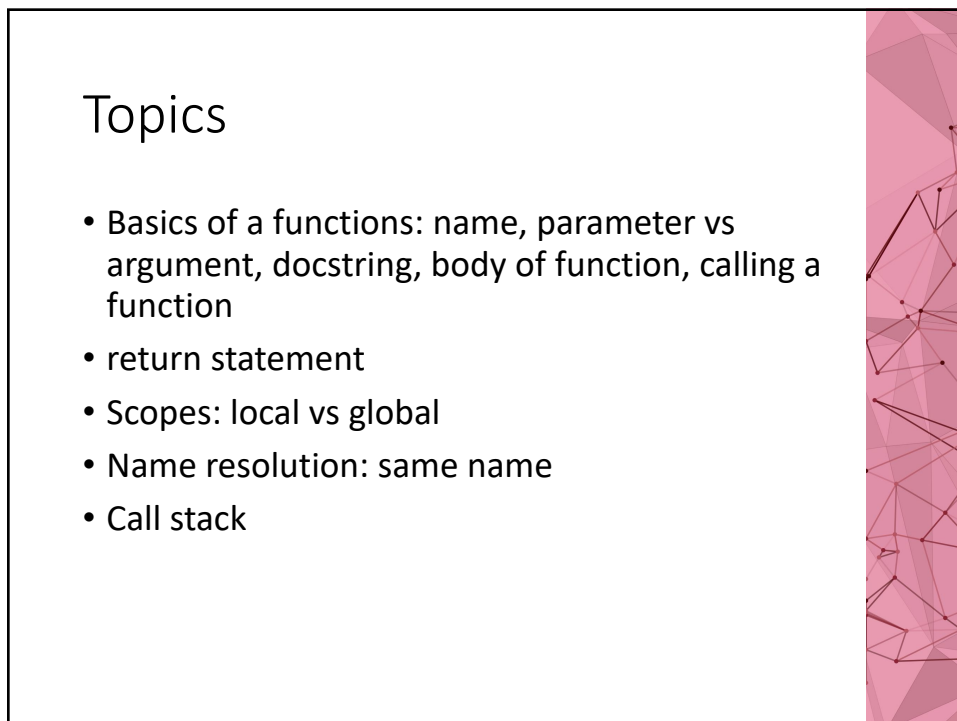 Topics
• Basics of a functions: name, parameter vs
argument, docstring, body of function, calling a
function
• return statement
• Scopes: local vs global
• Name resolution: same name
• Call stack